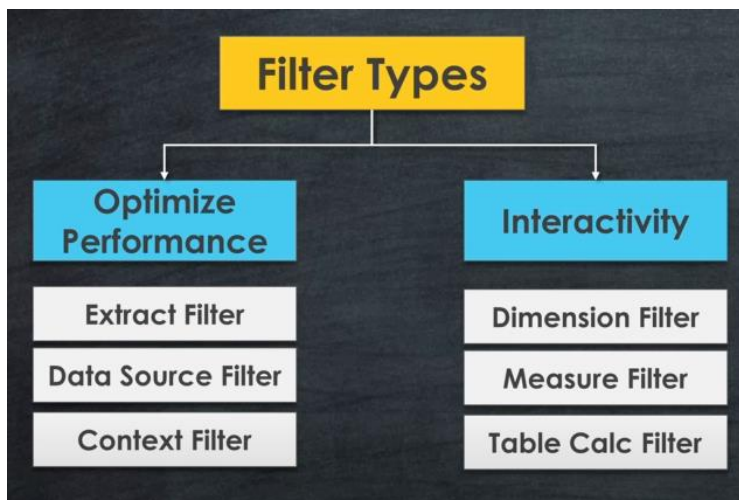 Filter Types
Optimize
Performance
Extract Filter
Data Source Filter
Context Filter
Interactivity
Dimension Filter
Measure Filter
Table Calc Filter